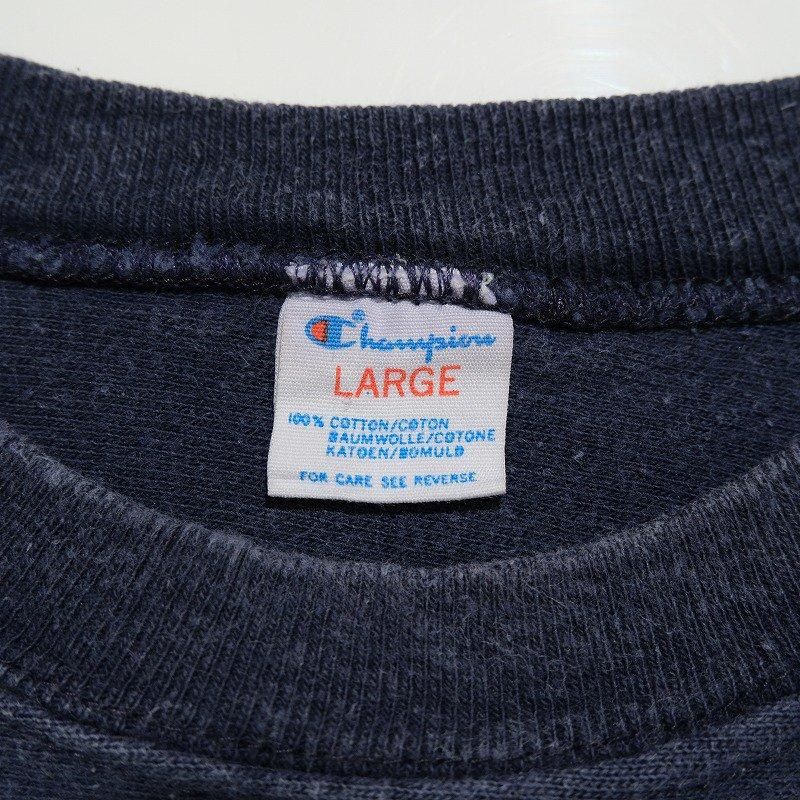 Champion®
LARGE
100% COTTON/COTON
BAUMWOLLE/COTONE
KATOEN/BOMULD
FOR CARE SEE REVERSE